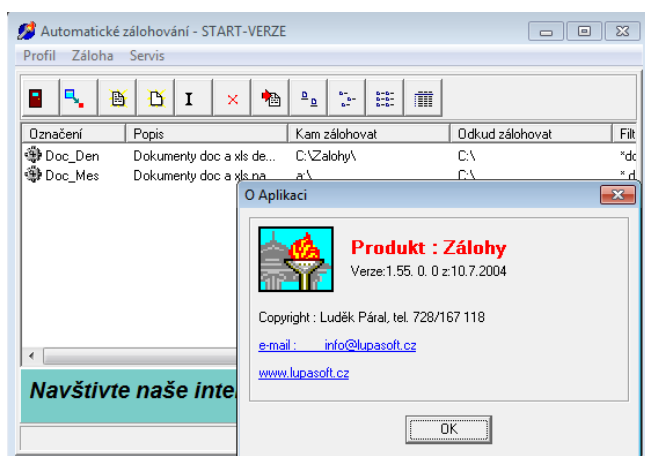 Automatické zálohování - START-VERZE
Profil Záloha Servis
I
Označení Popis Kam zálohovat Odkud zálohovat Filt
Doc_Den Dokumenty doc a xls de... C:\Zalohy\ C:\ *dc
Doc_Mes Dokumenty doc a xls na a:\ C:\ *.d
O Aplikaci
Produkt : Zálohy
Verze:1.55. 0. 0 z:10.7.2004
Copyright : Luděk Páral, tel. 728/167 118
e-mail : info@lupasoft.cz
www.lupasoft.cz
Navštivte naše inte
OK